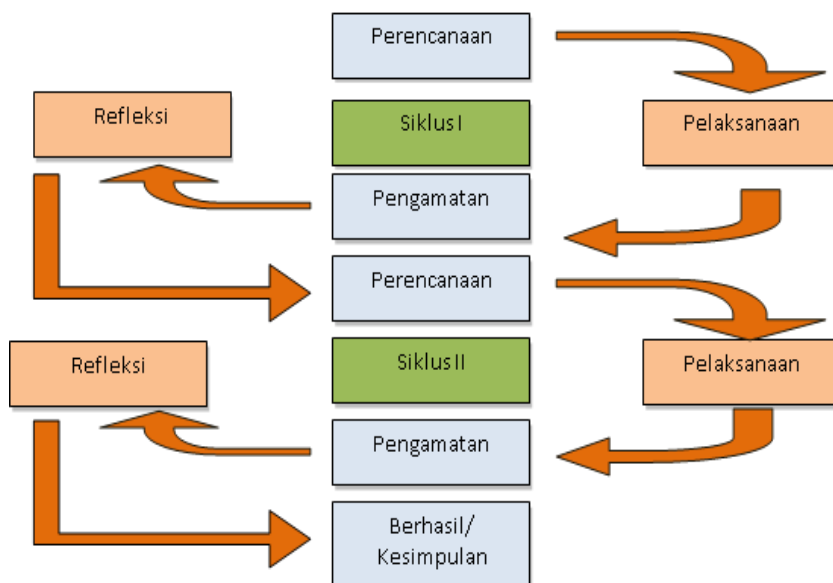 Perencanaan
Refleksi
Siklus I
Pelaksanaan
Pengamatan
Perencanaan
Refleksi
Siklus II
Pelaksanaan
Pengamatan
Berhasil/
Kesimpulan